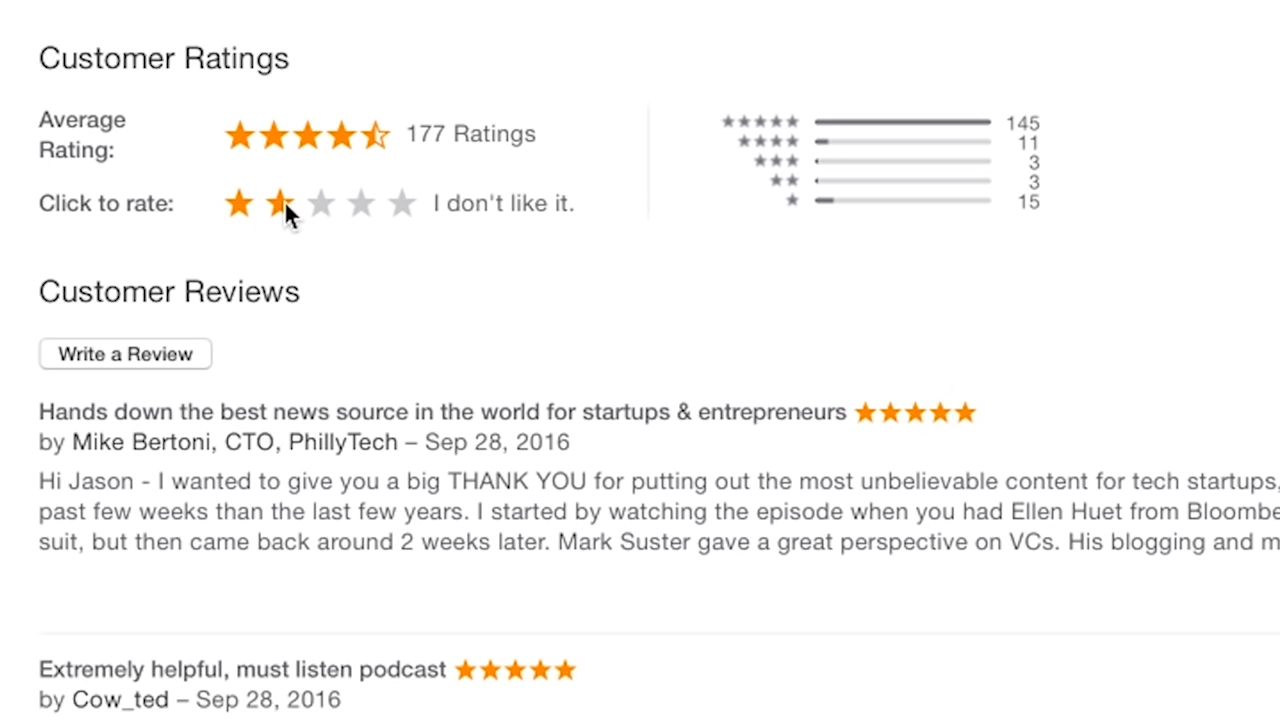 Customer Ratings
Average
Rating:
177 Ratings
Click to rate:
I don't like it.
145
11
3
3
15
Customer Reviews
Write a Review
Hands down the best news source in the world for startups & entrepreneurs
by Mike Bertoni, CTO, PhillyTech – Sep 28, 2016
Hi Jason - I wanted to give you a big THANK YOU for putting out the most unbelievable content for tech startups,
past few weeks than the last few years. I started by watching the episode when you had Ellen Huet from Bloombe
suit, but then came back around 2 weeks later. Mark Suster gave a great perspective on VCs. His blogging and m
Extremely helpful, must listen podcast
by Cow_ted – Sep 28, 2016